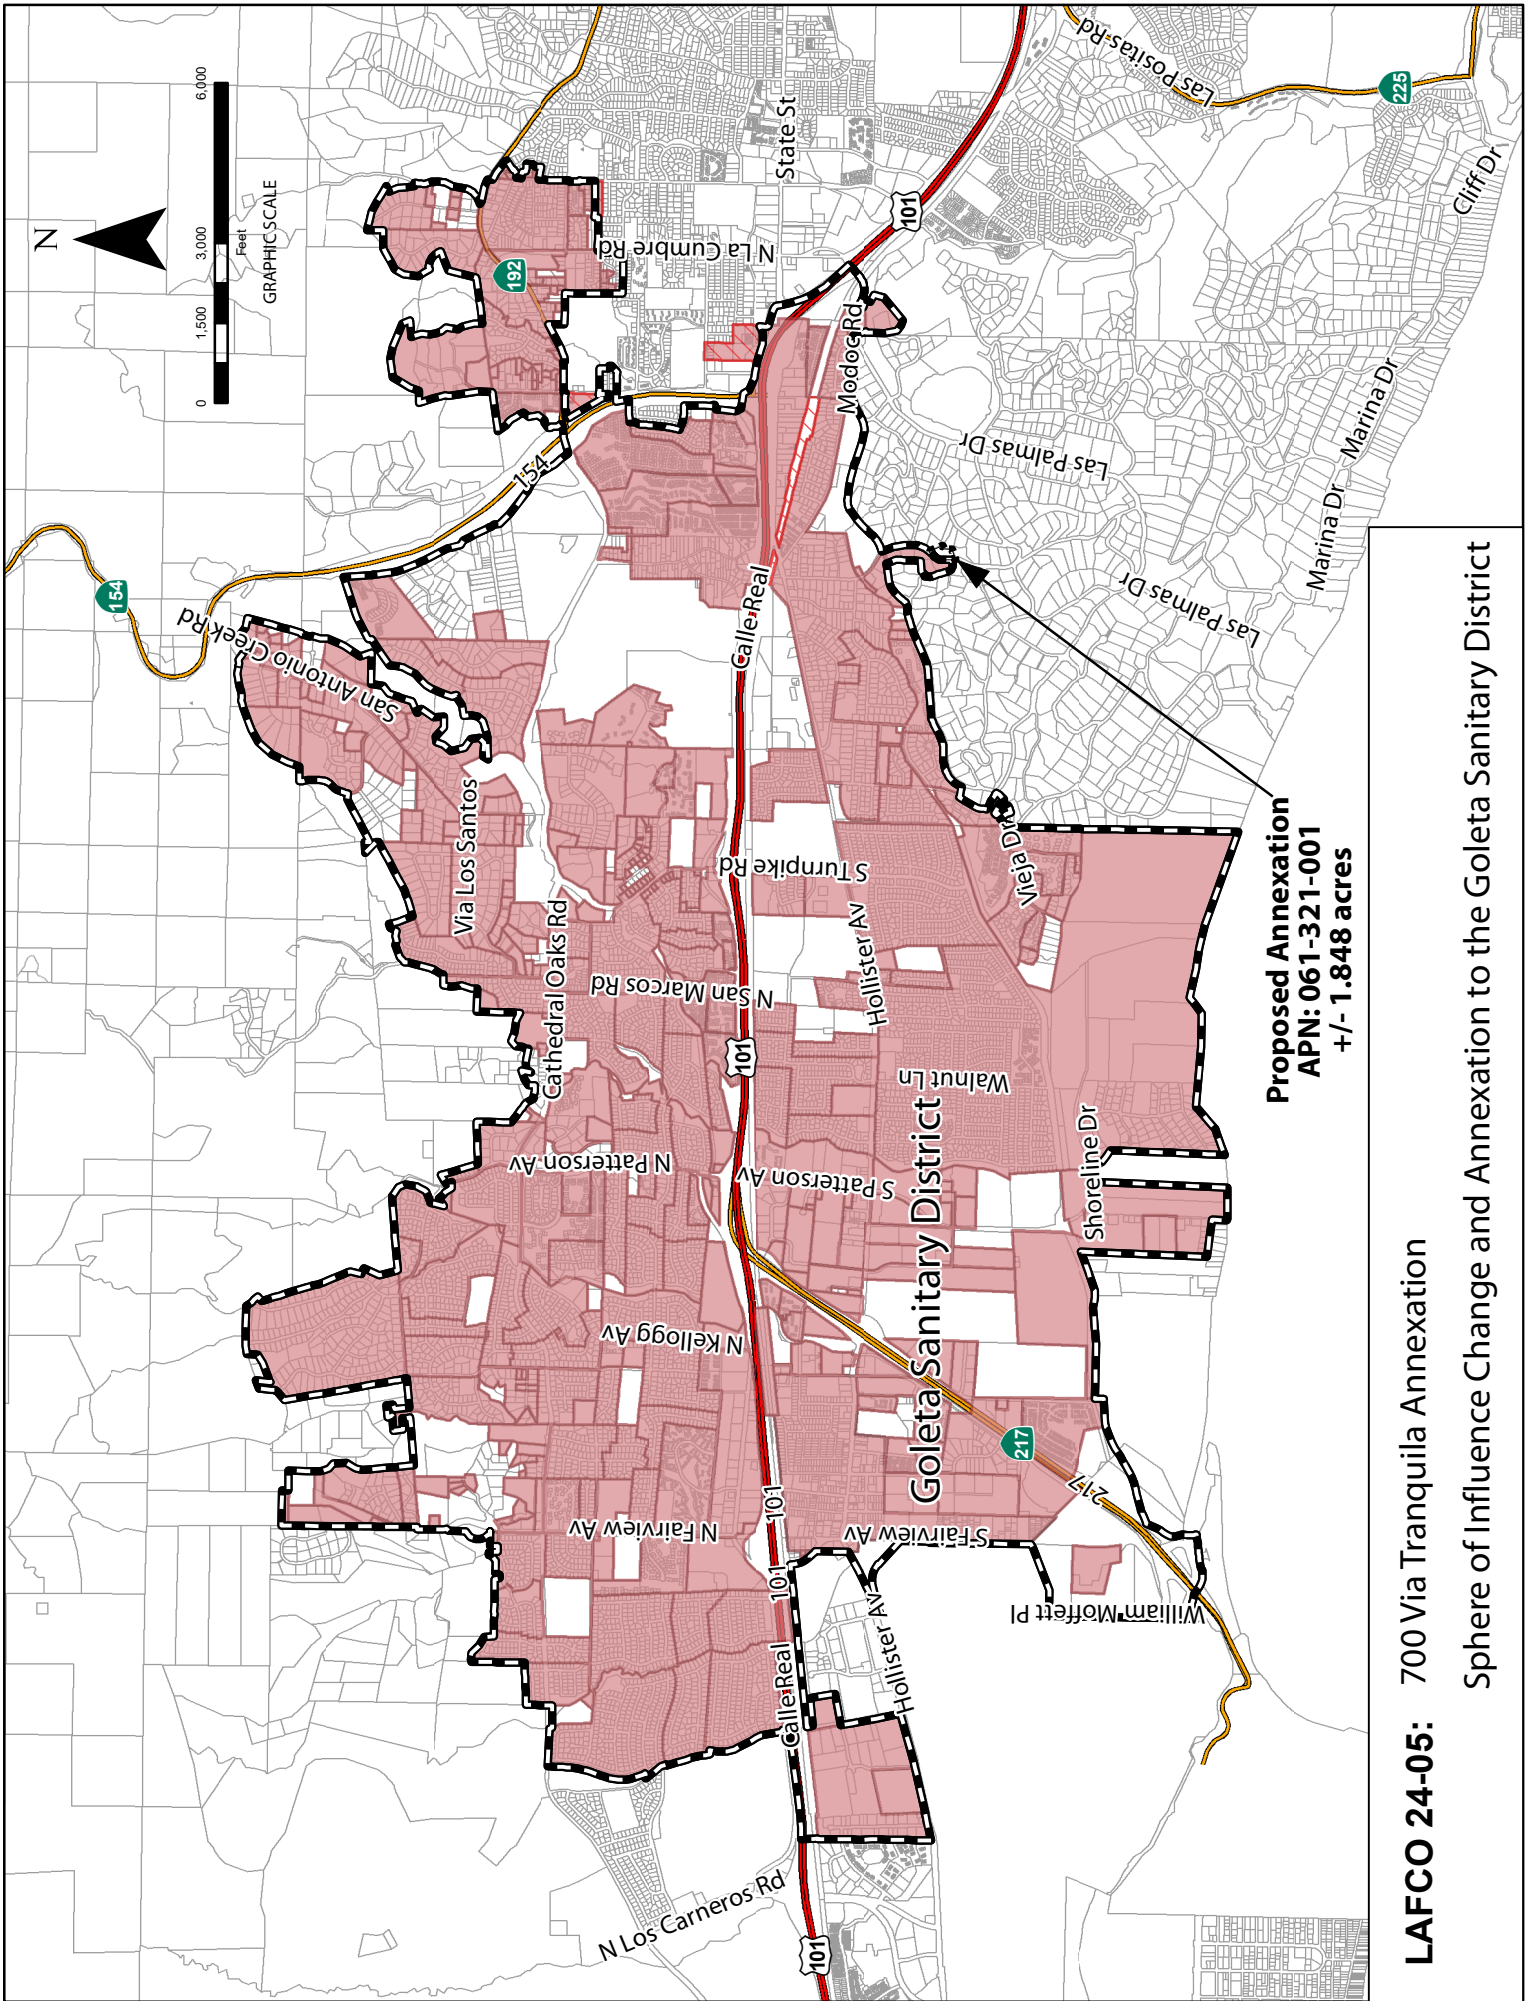 N
0 1,500 3,000 6,000
Feet
GRAPHIC SCALE
154
San Antonio Creek Rd
154
192
N La Cumbre Rd
State St
Las Positas Rd
225
Cliff Dr
101
Modoc Rd
Las Palmas Dr
Marina Dr
Marina Dr
Las Palmas Dr
Calle Real
Via Los Santos
Cathedral Oaks Rd
S Turnpike Rd
Vieja Dr
Hollister Av
N San Marcos Rd
101
Walnut Ln
N Patterson Av
S Patterson Av
Shoreline Dr
Goleta Sanitary District
N Kellogg Av
217
217
N Fairview Av
101
S Fairview Av
101
William Moffett Pl
Hollister Av
Calle Real
N Los Carneros Rd
101
Proposed Annexation
APN: 061-321-001
+/- 1.848 acres
LAFCO 24-05: 700 Via Tranquila Annexation
Sphere of Influence Change and Annexation to the Goleta Sanitary District